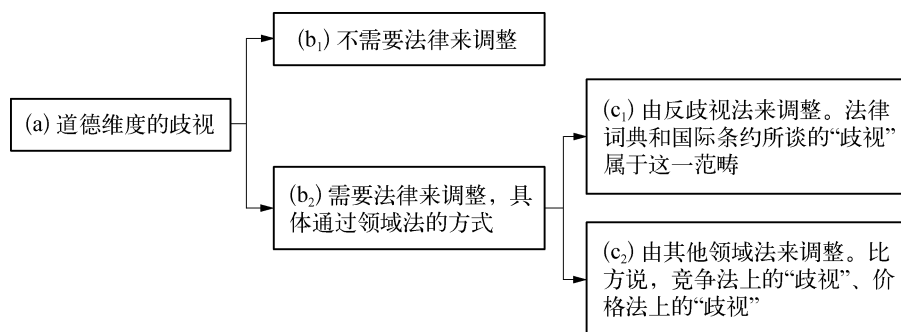 (b₁) 不需要法律来调整
(a) 道德维度的歧视
(c₁) 由反歧视法来调整。法律
词典和国际条约所谈的“歧视”
属于这一范畴
(b₂) 需要法律来调整，具
体通过领域法的方式
(c₂) 由其他领域法来调整。比
方说，竞争法上的“歧视”、价
格法上的“歧视”